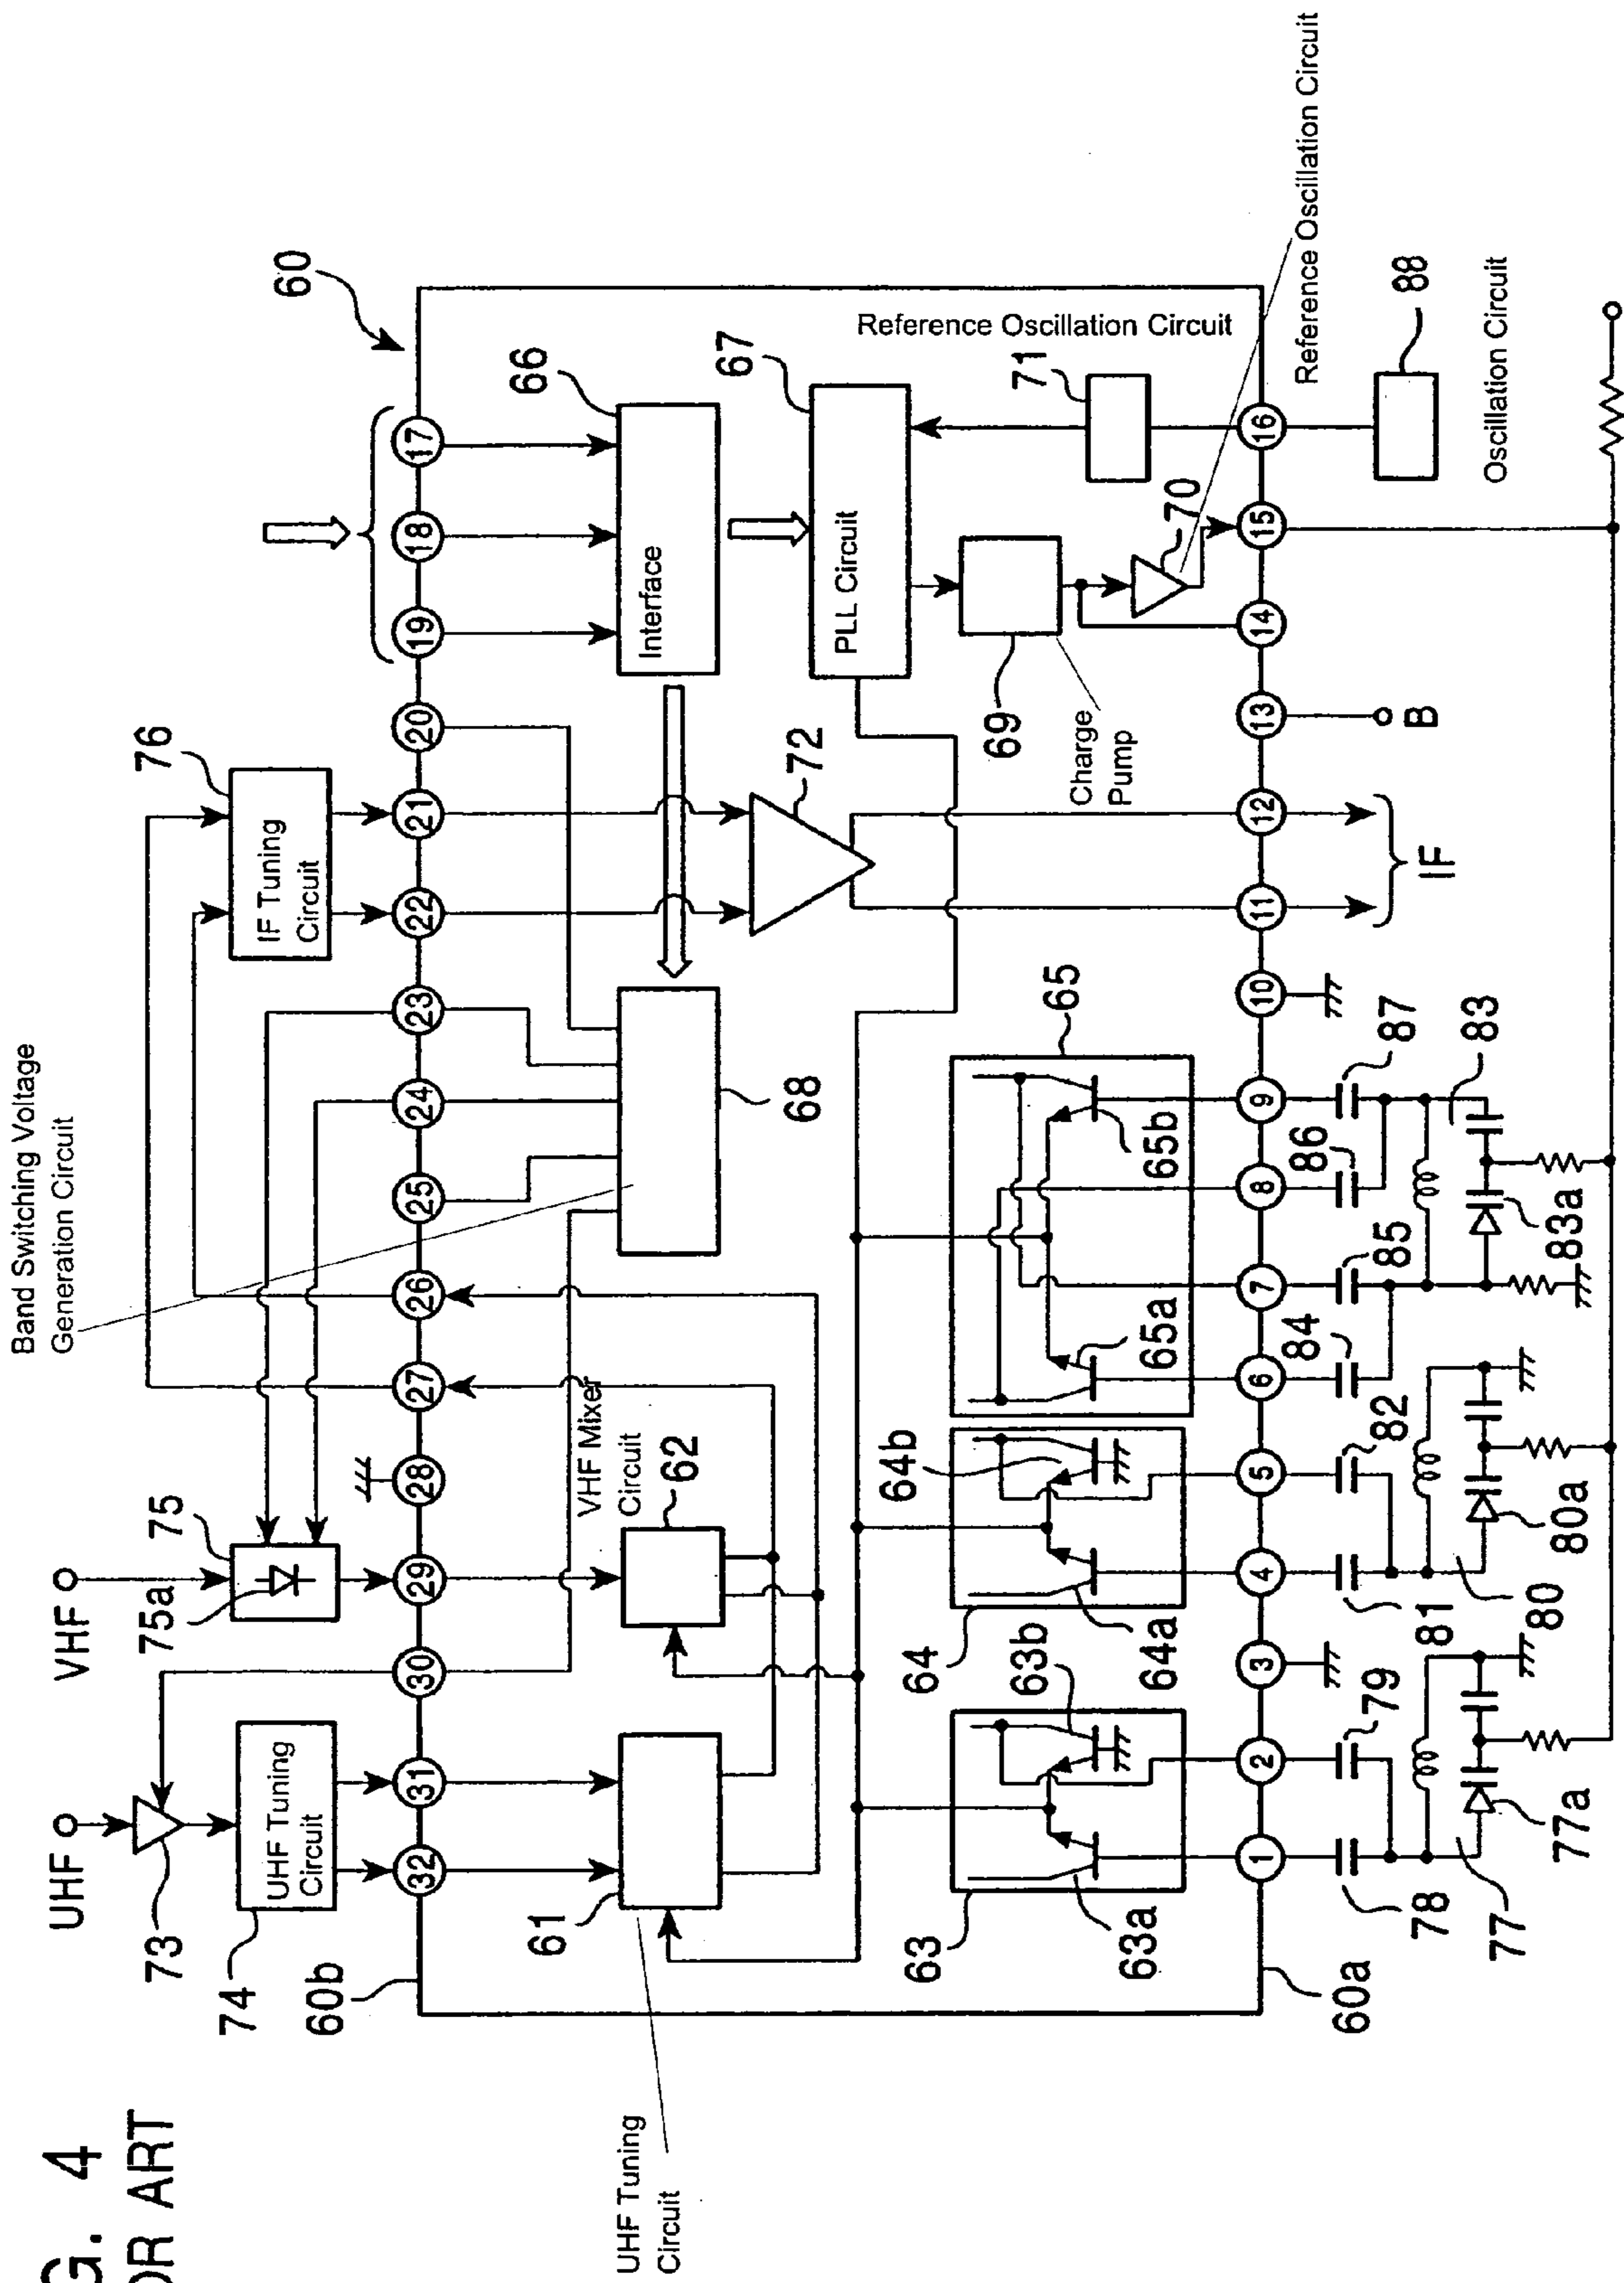 G. 4
OR ART
UHF
VHF
73
74
UHF Tuning
Circuit
75
75a
76
IF Tuning
Circuit
Band Switching Voltage
Generation Circuit
60
60b
32
31
30
29
28
27
26
25
24
23
22
21
20
19
18
17
61
UHF Tuning
Circuit
VHF Mixer
Circuit
62
68
66
Interface
72
67
PLL Circuit
69
Charge
Pump
70
71
Reference Oscillation Circuit
Reference Oscillation Circuit
63
63a
63b
64
64a
64b
65
65a
65b
60a
1
2
3
4
5
6
7
8
9
10
11
12
13
14
15
16
IF
B
88
Oscillation Circuit
78
79
77
77a
81
82
80
80a
84
85
86
87
83
83a